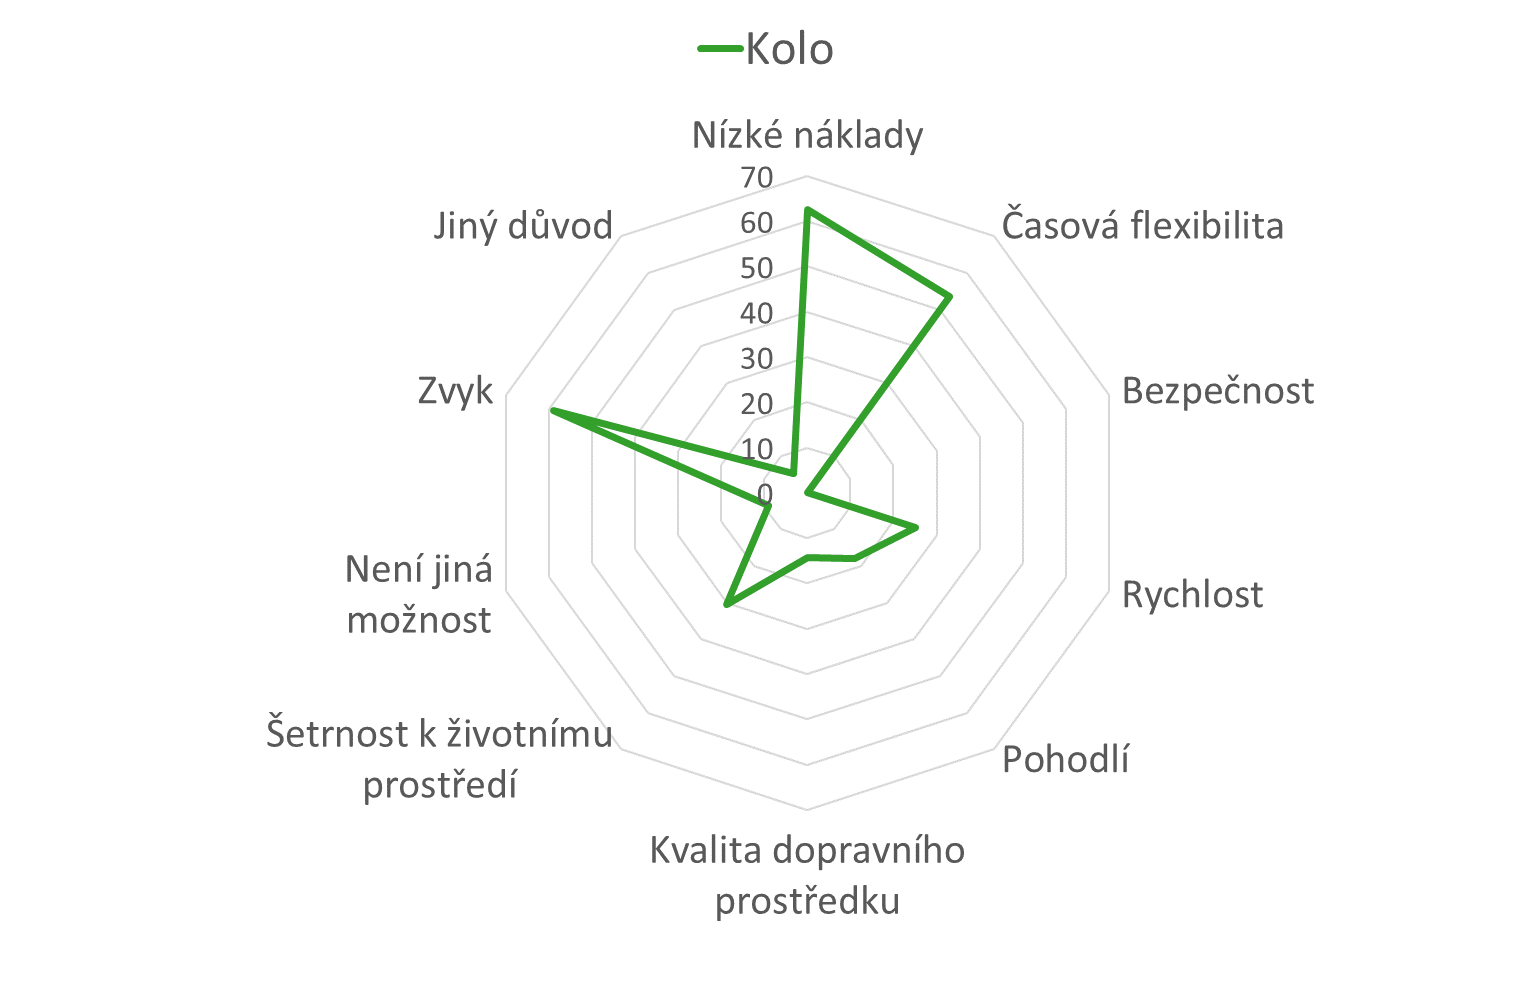 Kolo
Nízké náklady
70
60
50
40
30
20
10
0
Časová flexibilita
Bezpečnost
Rychlost
Pohodlí
Kvalita dopravního
prostředku
Šetrnost k životnímu
prostředí
Není jiná
možnost
Zvyk
Jiný důvod